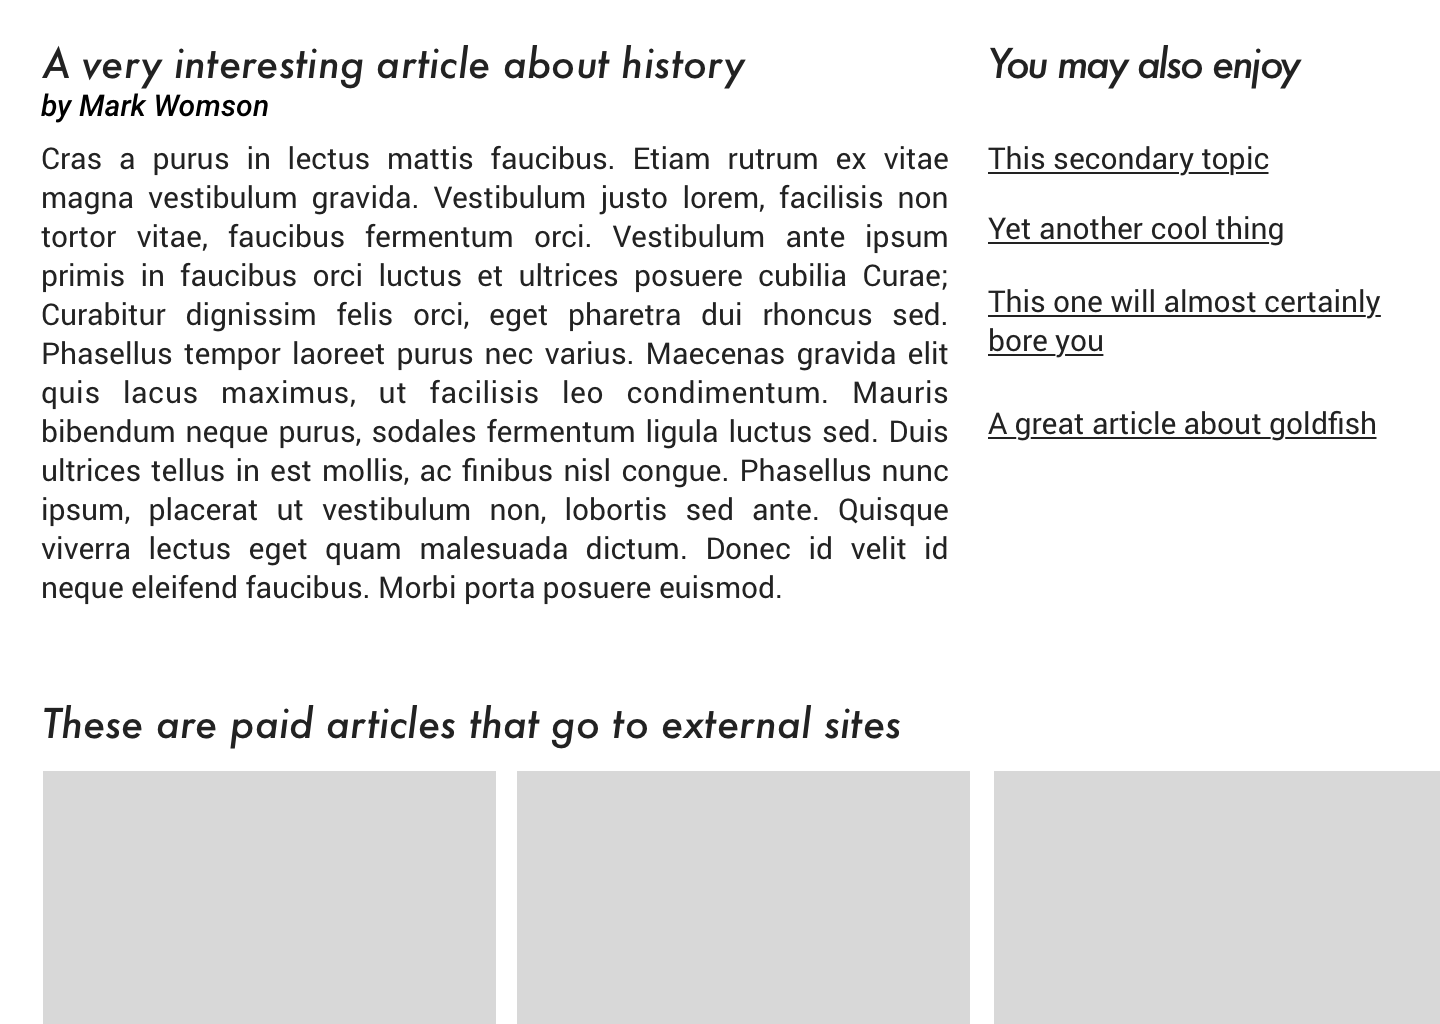 A very interesting article about history
by Mark Womson
Cras a purus in lectus mattis faucibus. Etiam rutrum ex vitae
magna vestibulum gravida. Vestibulum justo lorem, facilisis non
tortor vitae, faucibus fermentum orci. Vestibulum ante ipsum
primis in faucibus orci luctus et ultrices posuere cubilia Curae;
Curabitur dignissim felis orci, eget pharetra dui rhoncus sed.
Phasellus tempor laoreet purus nec varius. Maecenas gravida elit
quis lacus maximus, ut facilisis leo condimentum. Mauris
bibendum neque purus, sodales fermentum ligula luctus sed. Duis
ultrices tellus in est mollis, ac finibus nisl congue. Phasellus nunc
ipsum, placerat ut vestibulum non, lobortis sed ante. Quisque
viverra lectus eget quam malesuada dictum. Donec id velit id
neque eleifend faucibus. Morbi porta posuere euismod.
You may also enjoy
This secondary topic
Yet another cool thing
This one will almost certainly
bore you
A great article about goldfish
These are paid articles that go to external sites